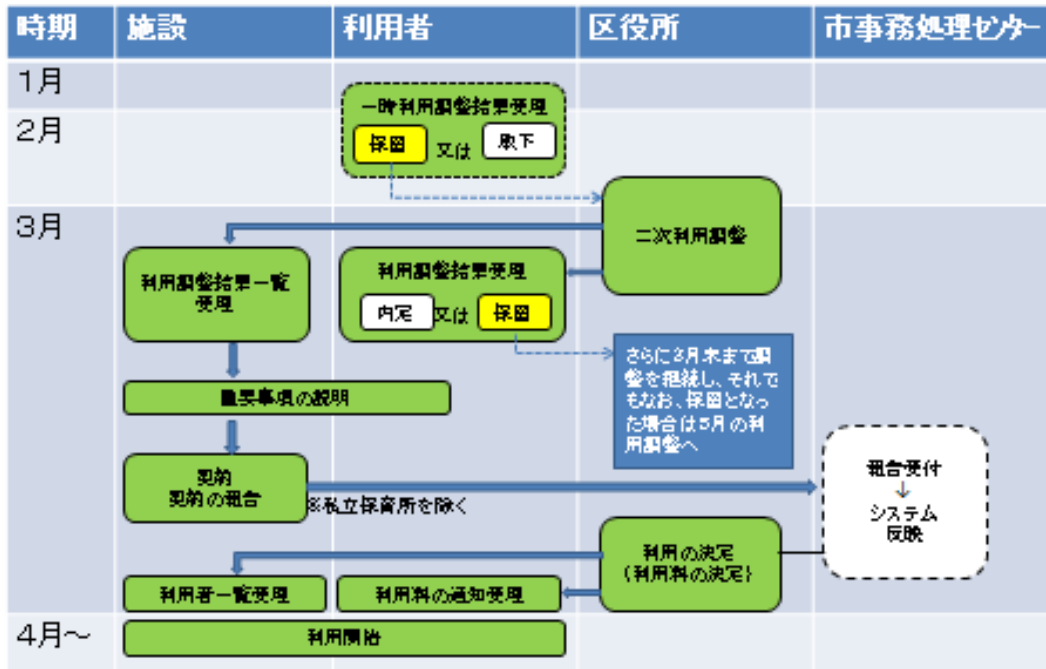 時期 施設 利用者 区役所 市事務処理センター
1月
2月
一時利用調整結果受理
保留 又は 取下
3月
二次利用調整
利用調整結果一覧
受理
利用調整結果受理
内定 又は 保留
さらに3月末まで調
整を継続し、それで
もなお、保留となっ
た場合は5月の利
用調整へ
重要事項の説明
契約
契約の報告
※私立保育所を除く
報告受付
↓
システム
反映
利用の決定
(利用料の決定)
利用者一覧受理
利用料の通知受理
4月～
利用開始